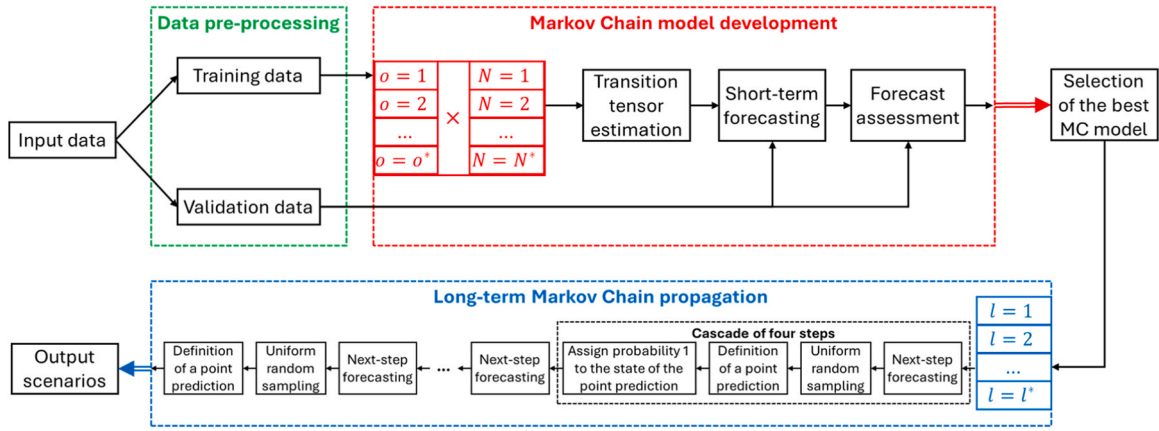 Data pre-processing
Markov Chain model development
Input data
Training data
Validation data
o = 1
o = 2
...
o = o*
×
N = 1
N = 2
...
N = N*
Transition
tensor
estimation
Short-term
forecasting
Forecast
assessment
Selection
of the best
MC model
Long-term Markov Chain propagation
l = 1
l = 2
...
l = l*
Cascade of four steps
Next-step
forecasting
Uniform
random
sampling
Definition
of a point
prediction
Assign probability 1
to the state of the
point prediction
Next-step
forecasting
...
Next-step
forecasting
Uniform
random
sampling
Definition
of a point
prediction
Output
scenarios